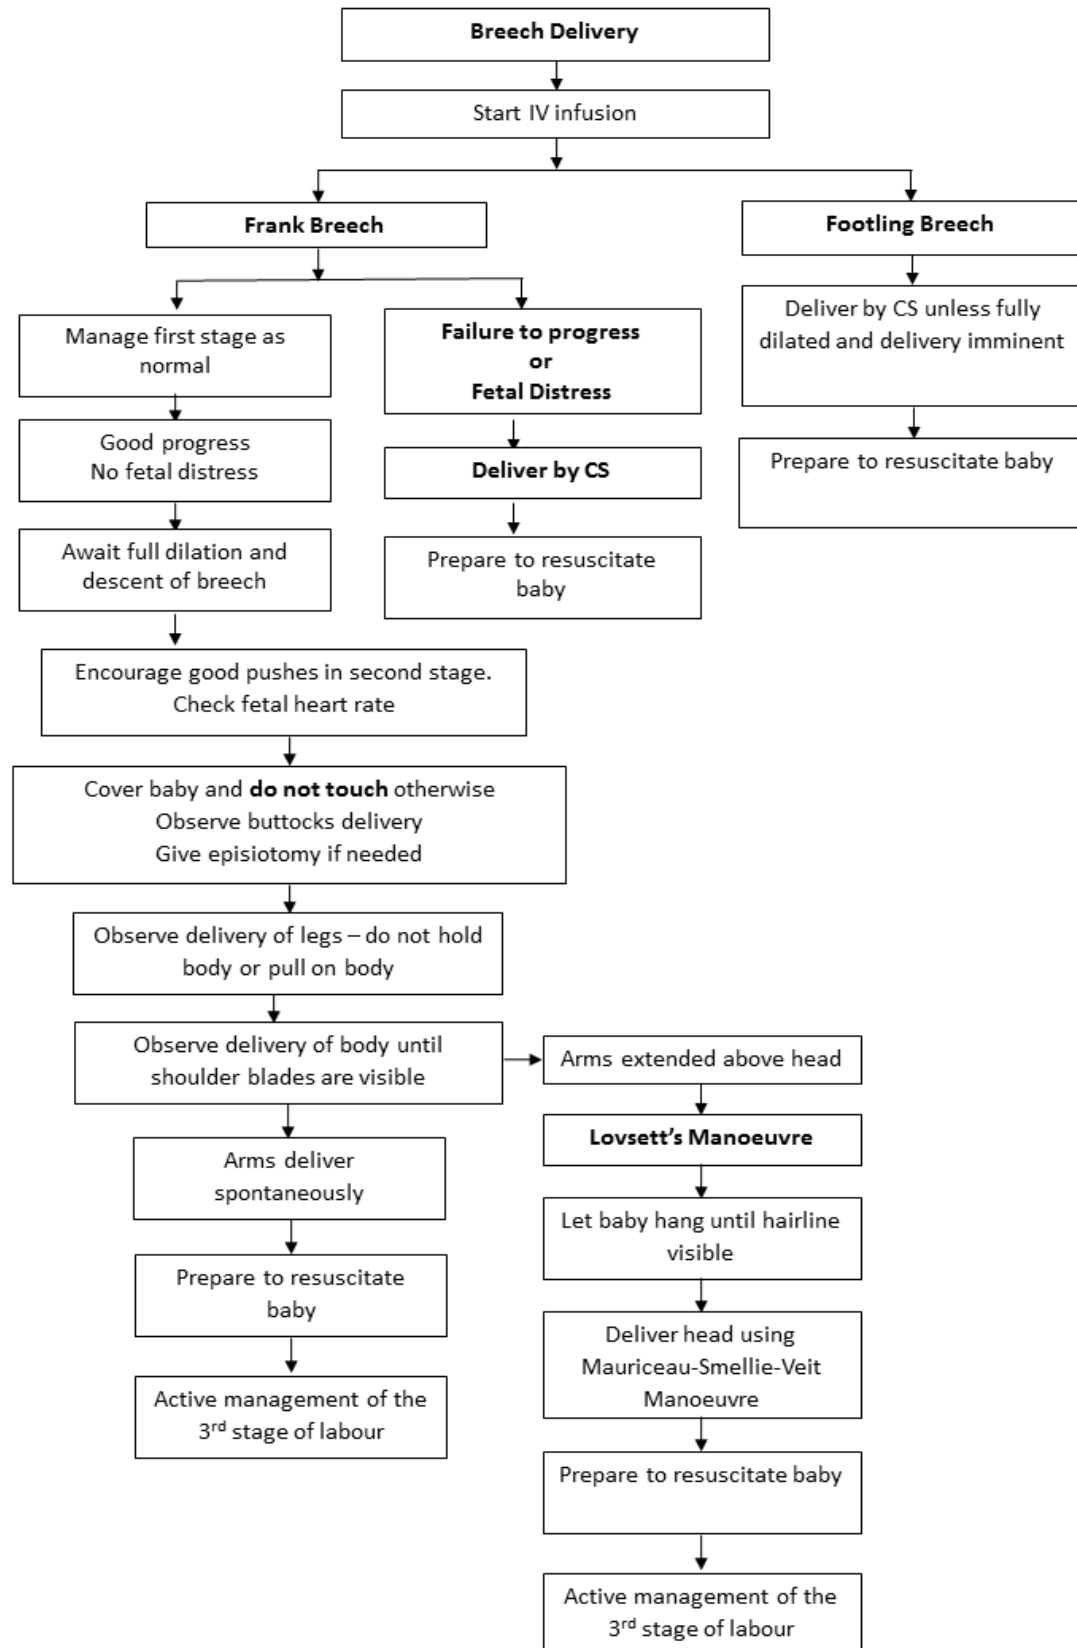 Breech Delivery
Start IV infusion
Frank Breech
Footling Breech
Manage first stage as
normal
Failure to progress
or
Fetal Distress
Deliver by CS unless fully
dilated and delivery imminent
Good progress
No fetal distress
Deliver by CS
Prepare to resuscitate baby
Await full dilation and
descent of breech
Prepare to resuscitate
baby
Encourage good pushes in second stage.
Check fetal heart rate
Cover baby and do not touch otherwise
Observe buttocks delivery
Give episiotomy if needed
Observe delivery of legs – do not hold
body or pull on body
Observe delivery of body until
shoulder blades are visible
Arms extended above head
Lovsett’s Manoeuvre
Arms deliver
spontaneously
Let baby hang until hairline
visible
Prepare to resuscitate
baby
Deliver head using
Mauriceau-Smellie-Veit
Manoeuvre
Active management of the
3rd stage of labour
Prepare to resuscitate baby
Active management of the
3rd stage of labour